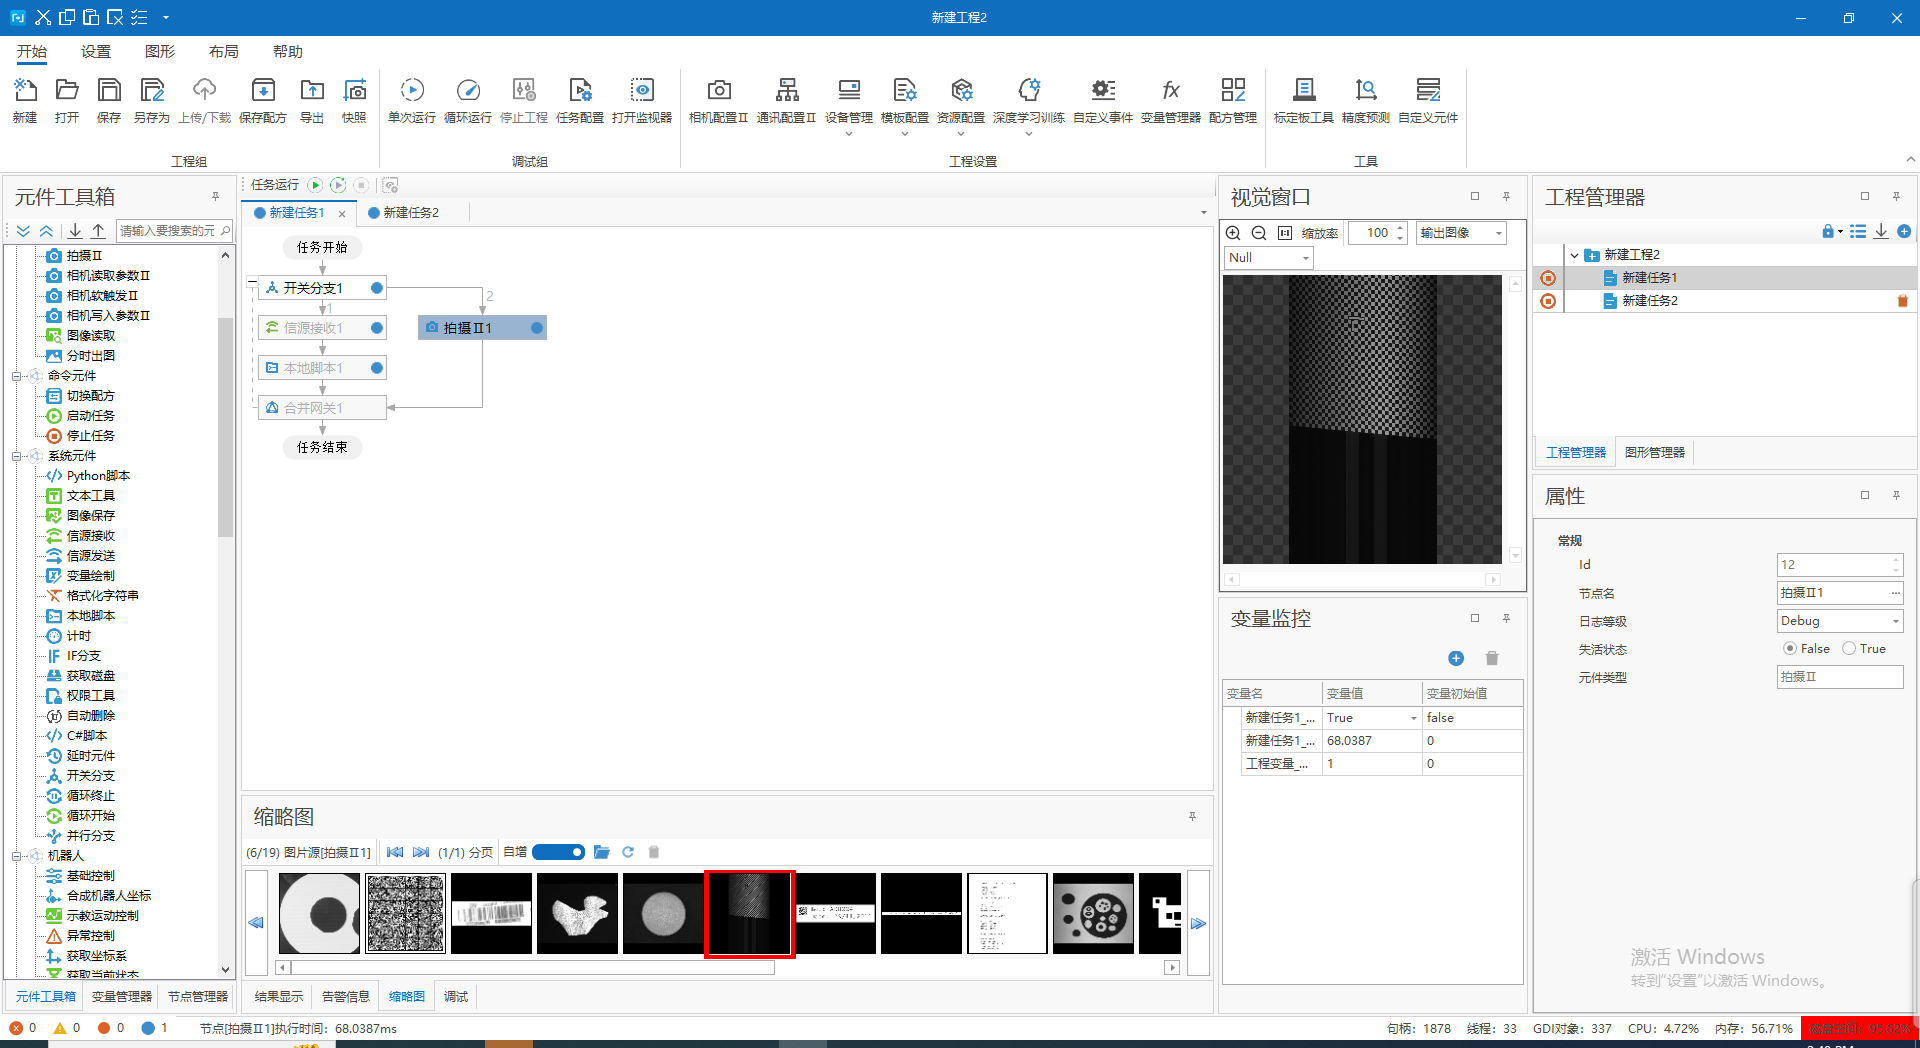 新建工程2
开始 设置 图形 布局 帮助
新建 打开 保存 另存为 上传/下载 保存配方 导出 快照 单次运行 循环运行 停止工程 任务配置 打开监视器 相机配置II 通讯配置II 设备管理 模板配置 资源配置 深度学习训练 自定义事件 变量管理器 配方管理 标定板工具 精度预测 自定义元件
工程组 调试组 工程设置 工具
元件工具箱
请输入要搜索的元
拍摄II
相机读取参数II
相机软触发II
相机写入参数II
图像读取
分时出图
命令元件
切换配方
启动任务
停止任务
系统元件
Python脚本
文本工具
图像保存
信源接收
信源发送
变量绘制
格式化字符串
本地脚本
计时
IF分支
获取磁盘
权限工具
自动删除
C#脚本
延时元件
开关分支
循环终止
循环开始
并行分支
机器人
基础控制
合成机器人坐标
示教运动控制
异常控制
获取坐标系
获取当前状态
元件工具箱 变量管理器 节点管理器
任务运行
新建任务1 新建任务2
任务开始
开关分支1
2
1
信源接收1
拍摄II1
本地脚本1
合并网关1
任务结束
缩略图
(6/19) 图片源[拍摄II1] (1/1) 分页 自增
结果显示 告警信息 缩略图 调试
视觉窗口
缩放率 100 输出图像
Null
变量监控
变量名 变量值 变量初始值
新建任务1_... True false
新建任务1_... 68.0387 0
工程变量_... 1 0
工程管理器
新建工程2
新建任务1
新建任务2
工程管理器 图形管理器
属性
常规
Id 12
节点名 拍摄II1 ...
日志等级 Debug
失活状态 False True
元件类型 拍摄II
激活 Windows
转到“设置”以激活 Windows。
0 0 0 1 节点[拍摄II1]执行时间：68.0387ms
句柄：1878 线程：33 GDI对象：337 CPU：4.72% 内存：56.71%